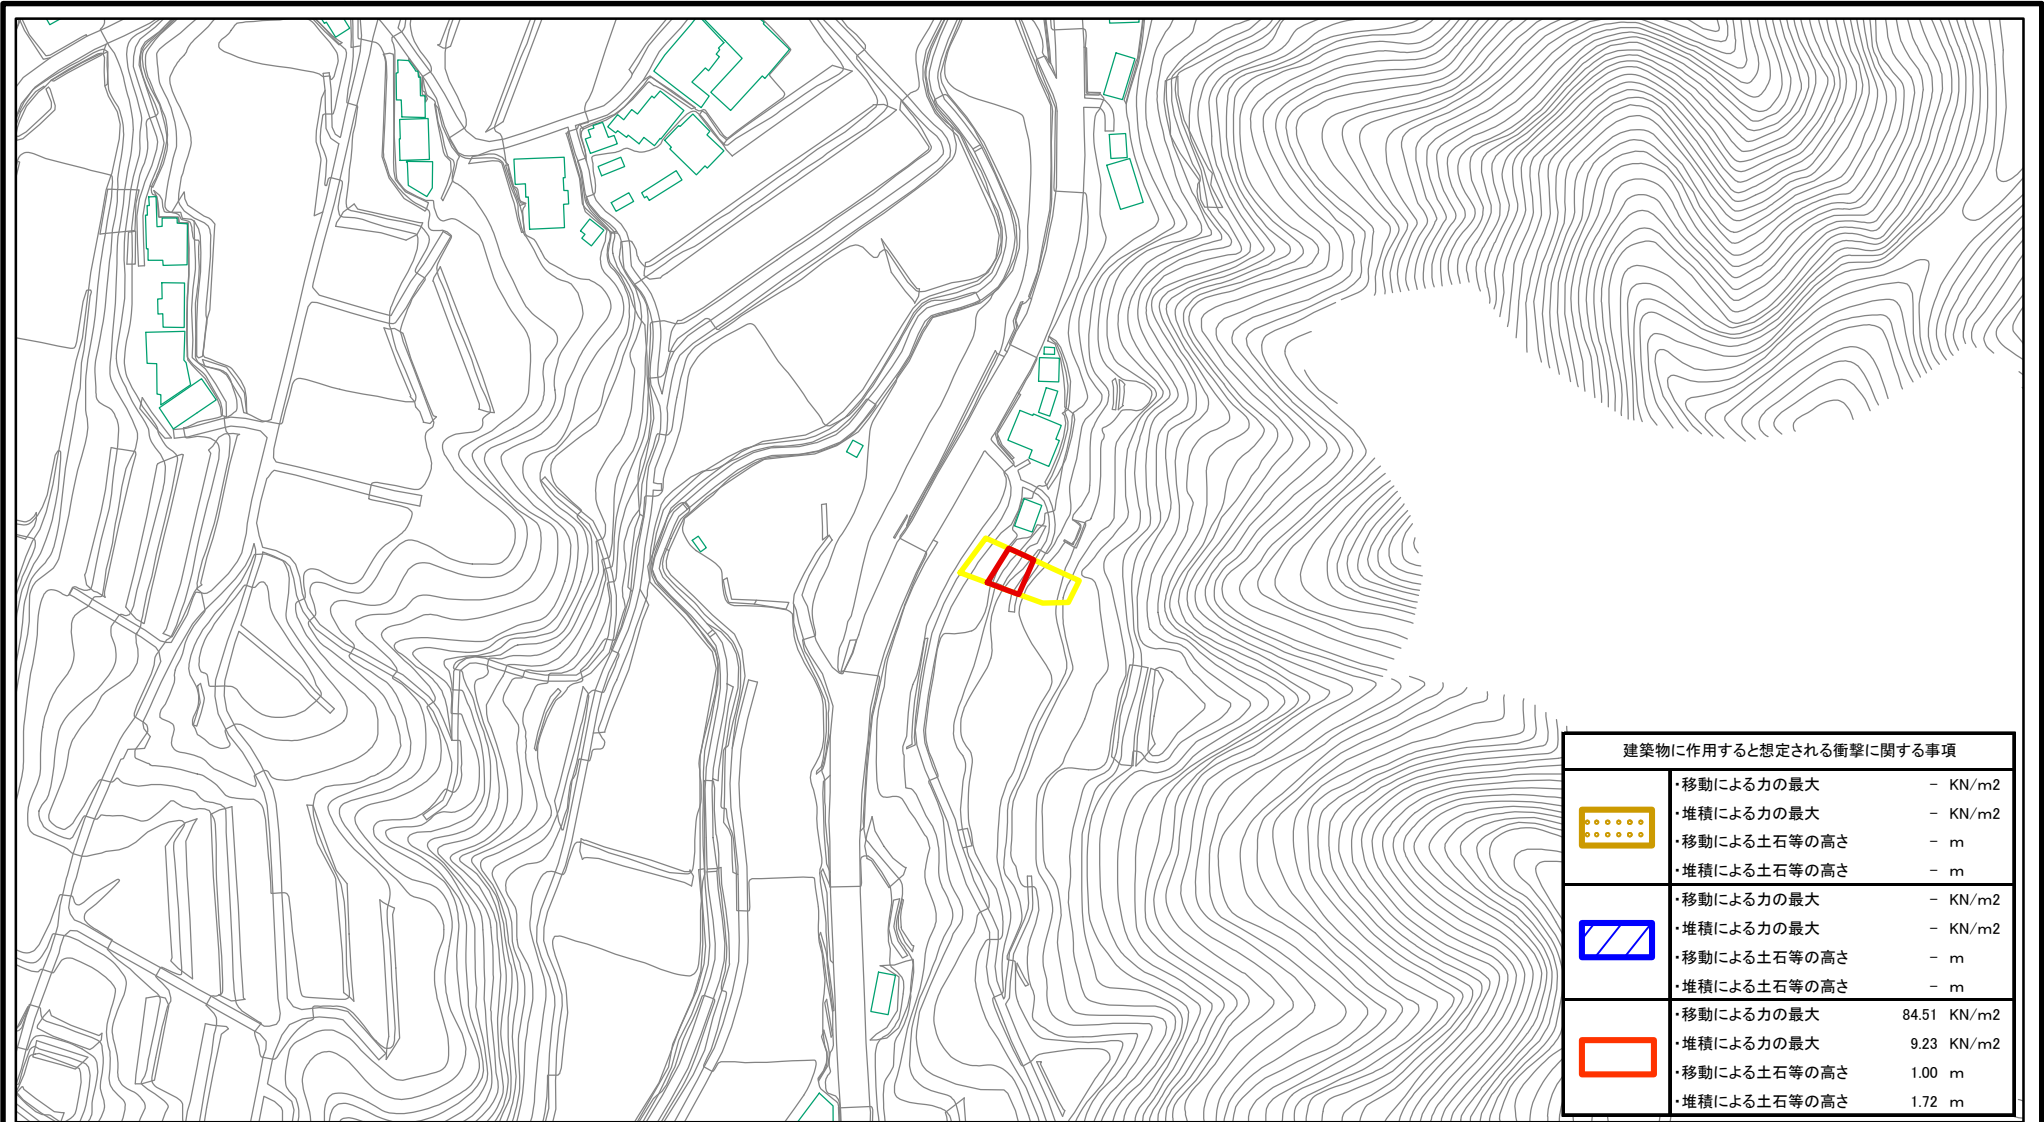 建築物に作用すると想定される衝撃に関する事項
・移動による力の最大 － KN/m2
・堆積による力の最大 － KN/m2
・移動による土石等の高さ － m
・堆積による土石等の高さ － m
・移動による力の最大 － KN/m2
・堆積による力の最大 － KN/m2
・移動による土石等の高さ － m
・堆積による土石等の高さ － m
・移動による力の最大 84.51 KN/m2
・堆積による力の最大 9.23 KN/m2
・移動による土石等の高さ 1.00 m
・堆積による土石等の高さ 1.72 m